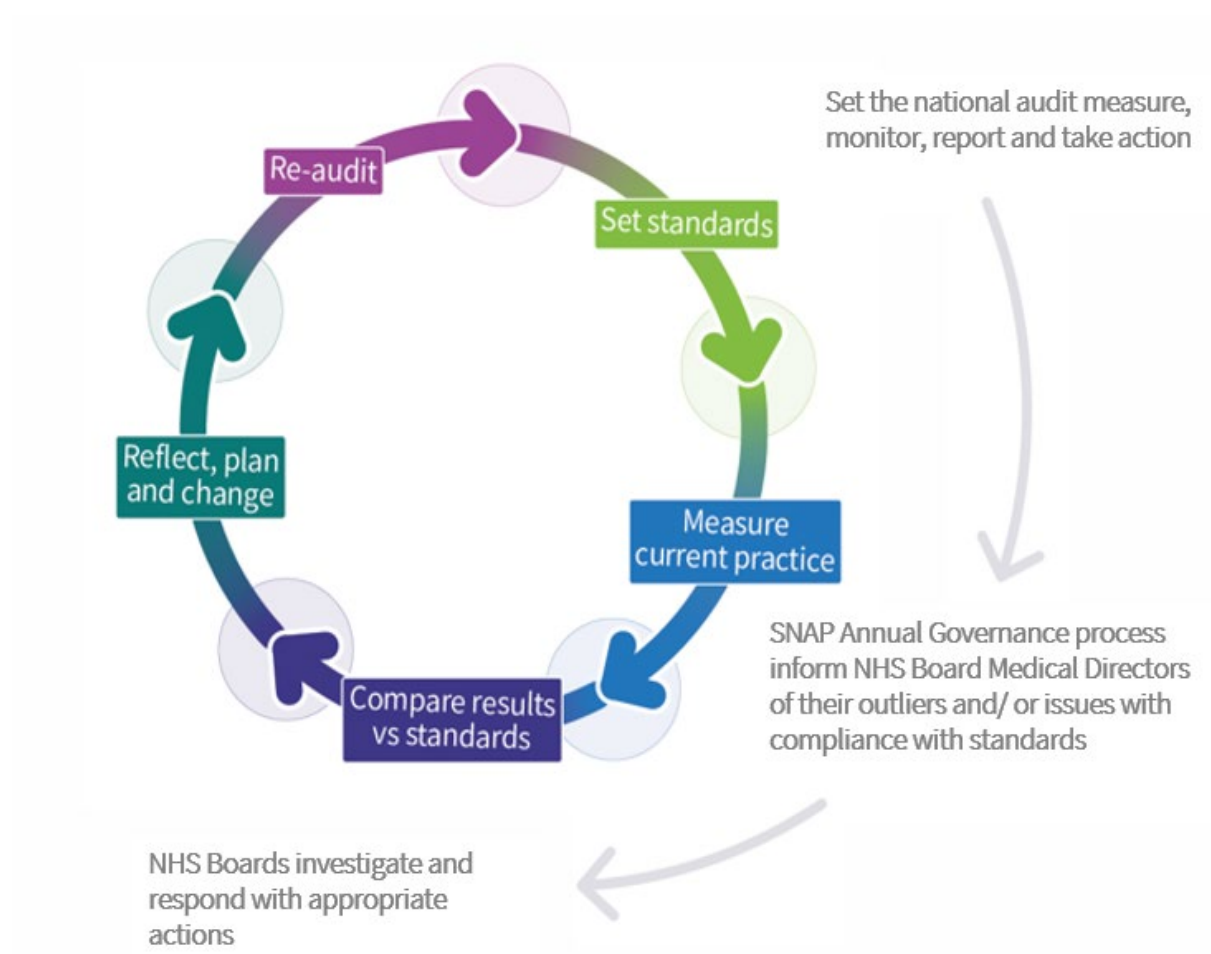 Set the national audit measure,
monitor, report and take action
Re-audit
Set standards
Reflect, plan
and change
Measure
current practice
Compare results
vs standards
SNAP Annual Governance process
inform NHS Board Medical Directors
of their outliers and/ or issues with
compliance with standards
NHS Boards investigate and
respond with appropriate
actions